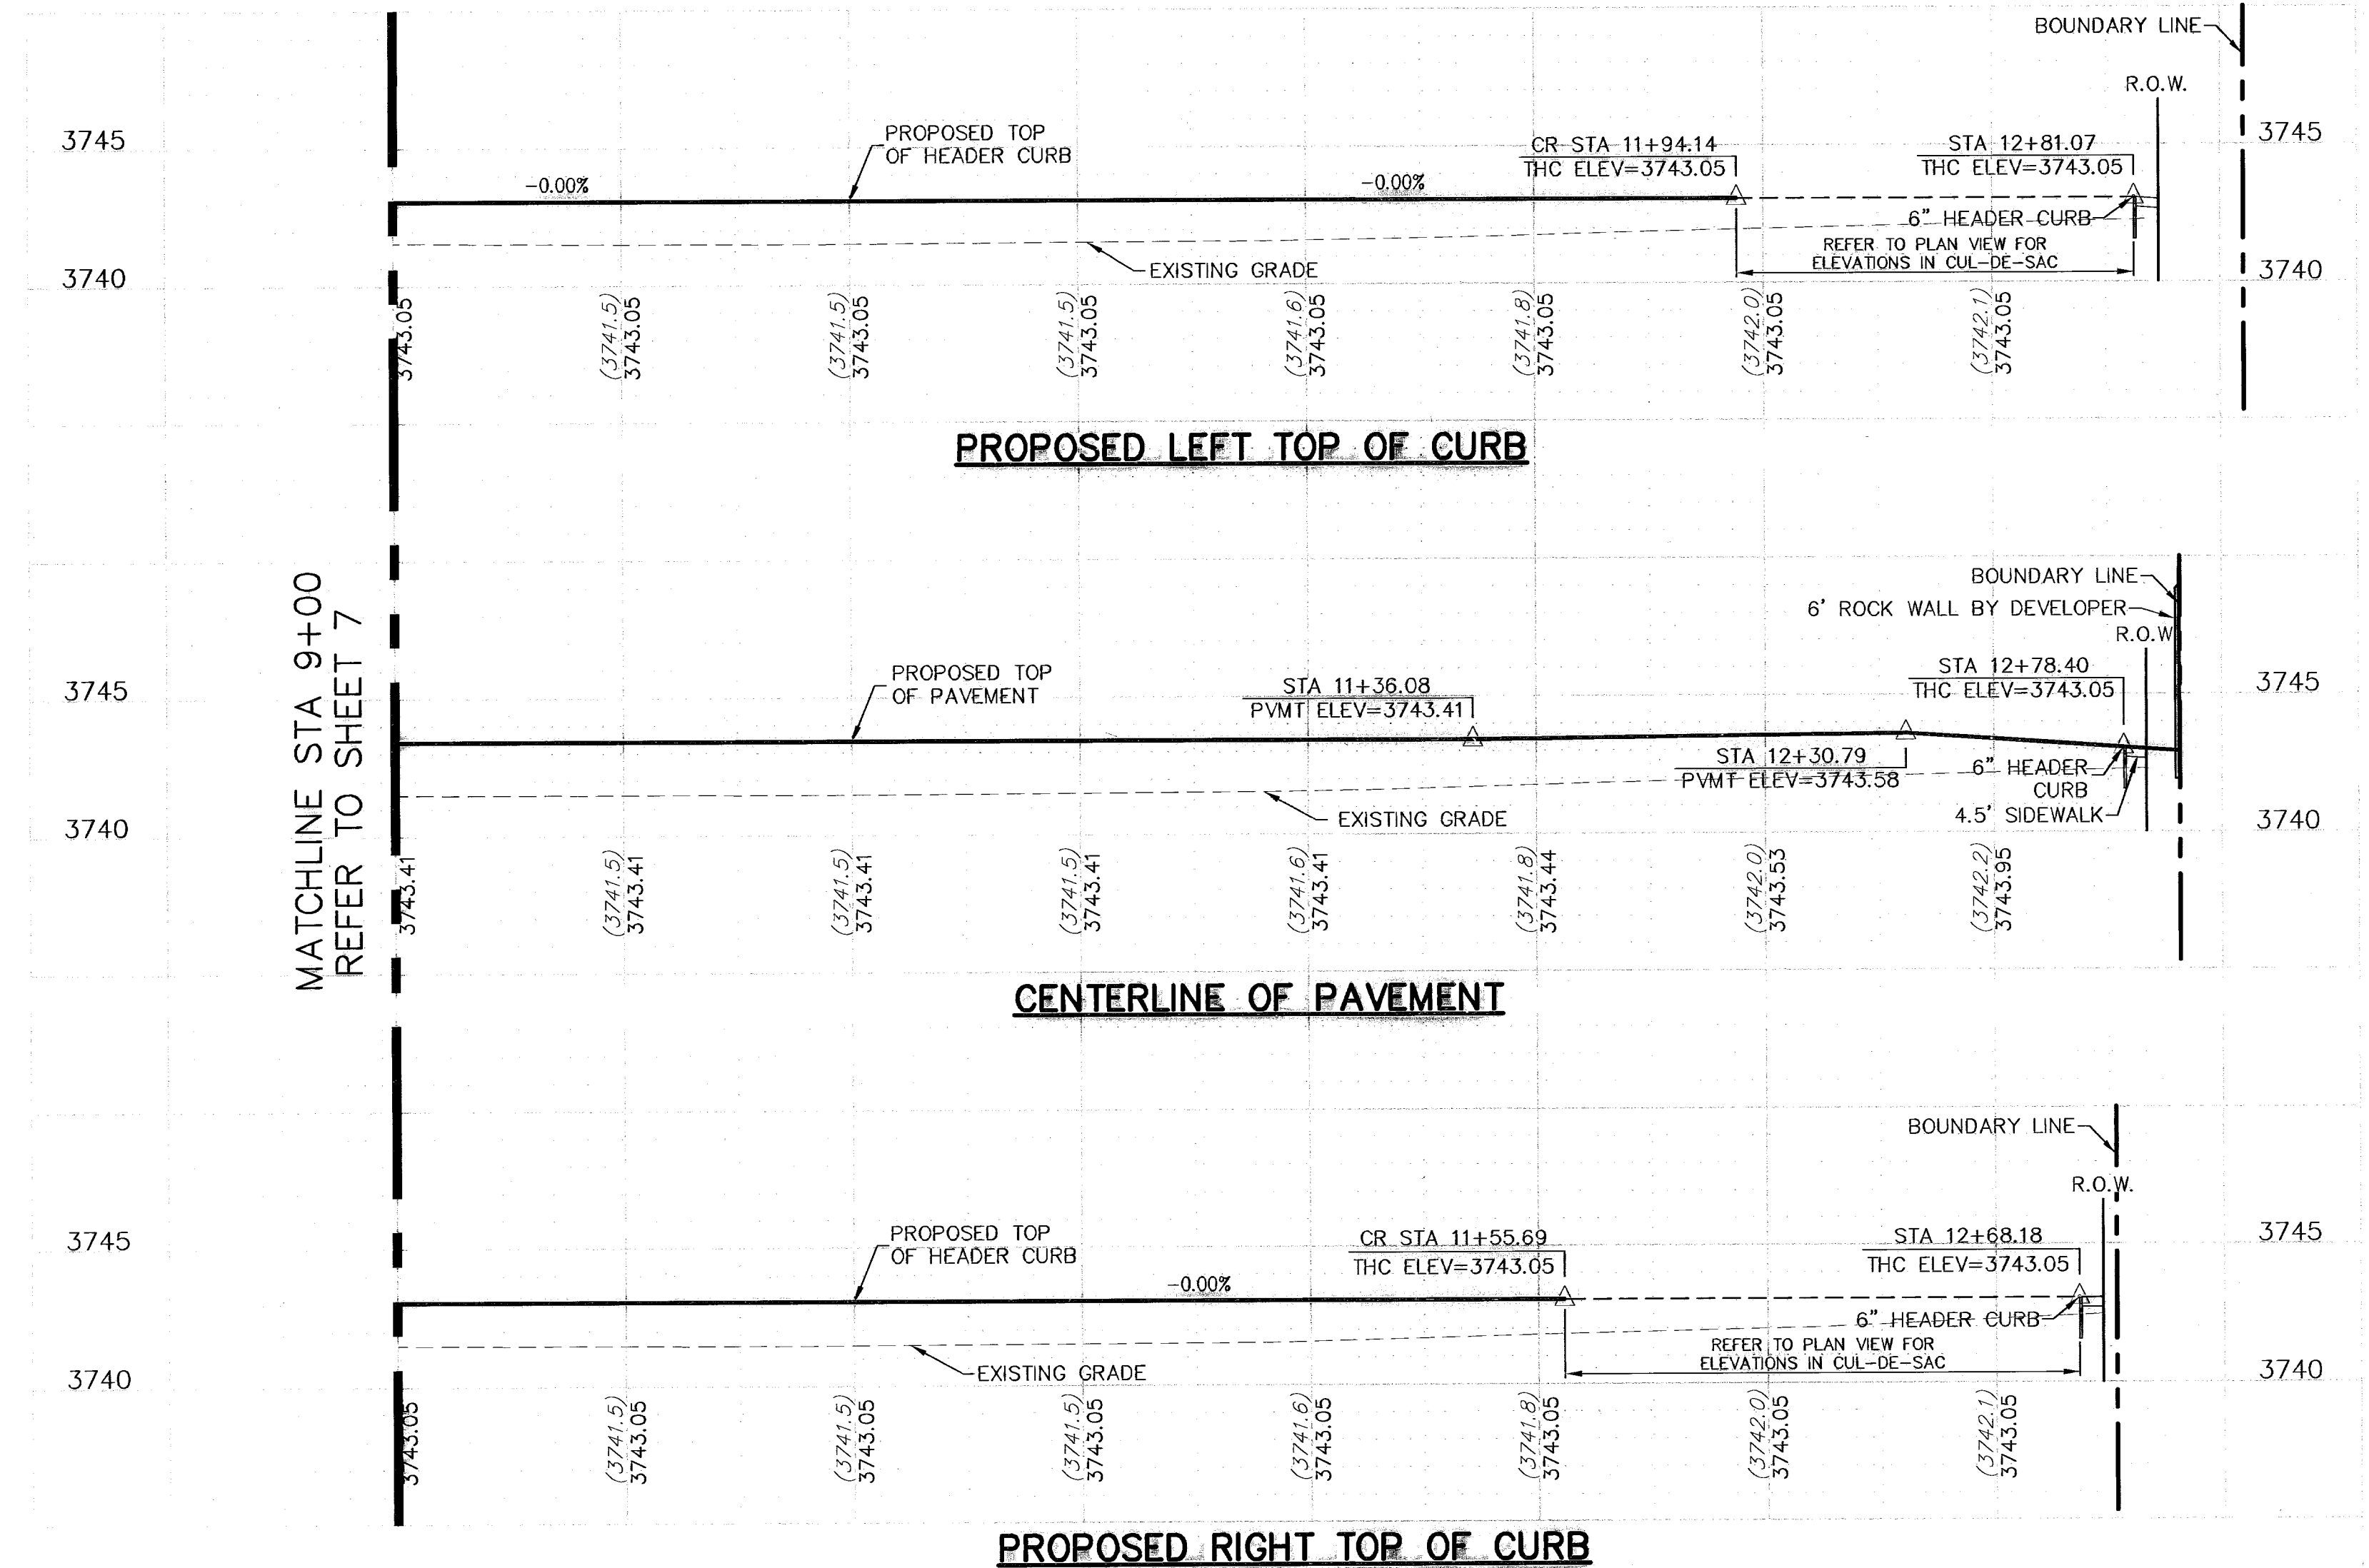 BOUNDARY LINE
R.O.W.
3745
PROPOSED TOP
OF HEADER CURB
CR STA 11+94.14
THC ELEV=3743.05
STA 12+81.07
THC ELEV=3743.05
3745
-0.00%
-0.00%
6" HEADER CURB
REFER TO PLAN VIEW FOR
ELEVATIONS IN CUL-DE-SAC
EXISTING GRADE
3740
3740
3743.05
(3741.5)
3743.05
(3741.5)
3743.05
(3741.5)
3743.05
(3741.6)
3743.05
(3741.8)
3743.05
(3742.0)
3743.05
(3742.1)
3743.05
PROPOSED LEFT TOP OF CURB
MATCHLINE STA 9+00
REFER TO SHEET 7
BOUNDARY LINE
6' ROCK WALL BY DEVELOPER
R.O.W
3745
PROPOSED TOP
OF PAVEMENT
STA 11+36.08
PVMT ELEV=3743.41
STA 12+78.40
THC ELEV=3743.05
3745
STA 12+30.79
PVMT ELEV=3743.58
6" HEADER
CURB
4.5' SIDEWALK
EXISTING GRADE
3740
3740
3743.41
(3741.5)
3743.41
(3741.5)
3743.41
(3741.5)
3743.41
(3741.6)
3743.41
(3741.8)
3743.44
(3742.0)
3743.53
(3742.2)
3743.95
CENTERLINE OF PAVEMENT
BOUNDARY LINE
R.O.W.
3745
PROPOSED TOP
OF HEADER CURB
CR STA 11+55.69
THC ELEV=3743.05
STA 12+68.18
THC ELEV=3743.05
3745
-0.00%
6" HEADER CURB
REFER TO PLAN VIEW FOR
ELEVATIONS IN CUL-DE-SAC
EXISTING GRADE
3740
3740
3743.05
(3741.5)
3743.05
(3741.5)
3743.05
(3741.5)
3743.05
(3741.6)
3743.05
(3741.8)
3743.05
(3742.0)
3743.05
(3742.1)
3743.05
PROPOSED RIGHT TOP OF CURB